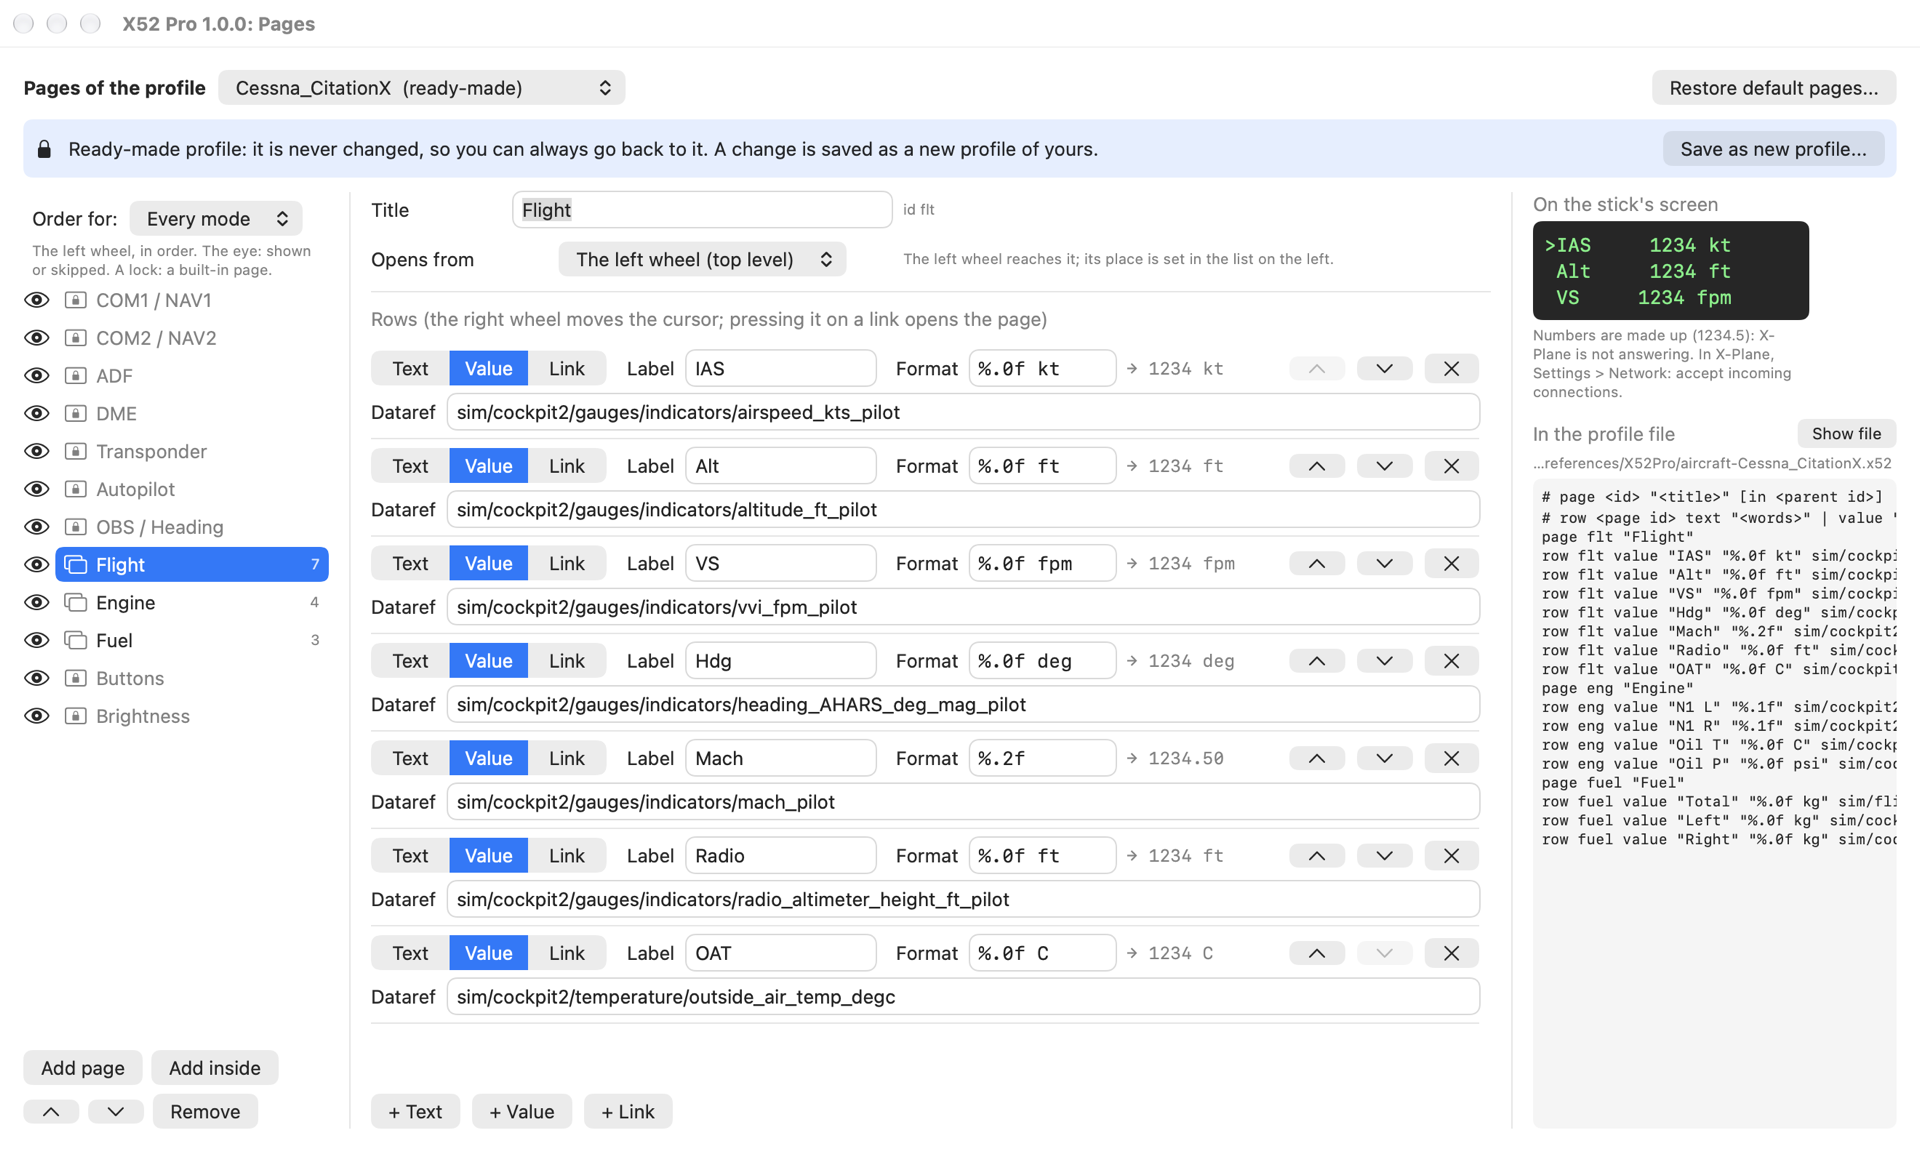 X52 Pro 1.0.0: Pages
Pages of the profile
Cessna_CitationX (ready-made)
Restore default pages...
Ready-made profile: it is never changed, so you can always go back to it. A change is saved as a new profile of yours.
Save as new profile...
Order for:
Every mode
The left wheel, in order. The eye: shown
or skipped. A lock: a built-in page.
COM1 / NAV1
COM2 / NAV2
ADF
DME
Transponder
Autopilot
OBS / Heading
Flight 7
Engine 4
Fuel 3
Buttons
Brightness
Add page
Add inside
Remove
Title
Flight
id flt
Opens from
The left wheel (top level)
The left wheel reaches it; its place is set in the list on the left.
Rows (the right wheel moves the cursor; pressing it on a link opens the page)
Text Value Link Label IAS Format %.0f kt → 1234 kt
Dataref sim/cockpit2/gauges/indicators/airspeed_kts_pilot
Text Value Link Label Alt Format %.0f ft → 1234 ft
Dataref sim/cockpit2/gauges/indicators/altitude_ft_pilot
Text Value Link Label VS Format %.0f fpm → 1234 fpm
Dataref sim/cockpit2/gauges/indicators/vvi_fpm_pilot
Text Value Link Label Hdg Format %.0f deg → 1234 deg
Dataref sim/cockpit2/gauges/indicators/heading_AHARS_deg_mag_pilot
Text Value Link Label Mach Format %.2f → 1234.50
Dataref sim/cockpit2/gauges/indicators/mach_pilot
Text Value Link Label Radio Format %.0f ft → 1234 ft
Dataref sim/cockpit2/gauges/indicators/radio_altimeter_height_ft_pilot
Text Value Link Label OAT Format %.0f C → 1234 C
Dataref sim/cockpit2/temperature/outside_air_temp_degc
+ Text
+ Value
+ Link
On the stick's screen
>IAS 1234 kt
Alt 1234 ft
VS 1234 fpm
Numbers are made up (1234.5): X-
Plane is not answering. In X-Plane,
Settings > Network: accept incoming
connections.
In the profile file
Show file
...references/X52Pro/aircraft-Cessna_CitationX.x52
# page <id> "<title>" [in <parent id>]
# row <page id> text "<words>" | value "
page flt "Flight"
row flt value "IAS" "%.0f kt" sim/cockpi
row flt value "Alt" "%.0f ft" sim/cockpi
row flt value "VS" "%.0f fpm" sim/cockpi
row flt value "Hdg" "%.0f deg" sim/cockp
row flt value "Mach" "%.2f" sim/cockpit2
row flt value "Radio" "%.0f ft" sim/cock
row flt value "OAT" "%.0f C" sim/cockpit
page eng "Engine"
row eng value "N1 L" "%.1f" sim/cockpit2
row eng value "N1 R" "%.1f" sim/cockpit2
row eng value "Oil T" "%.0f C" sim/cockp
row eng value "Oil P" "%.0f psi" sim/coc
page fuel "Fuel"
row fuel value "Total" "%.0f kg" sim/fli
row fuel value "Left" "%.0f kg" sim/cock
row fuel value "Right" "%.0f kg" sim/coc